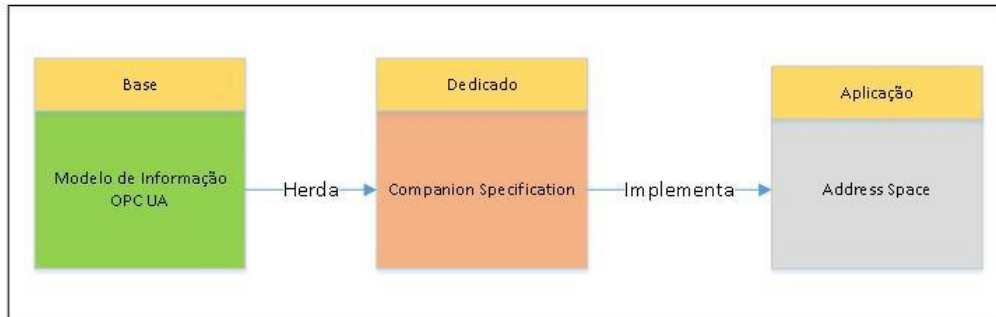 Base
Modelo de Informação
OPC UA
Herda
Dedicado
Companion Specification
Implementa
Aplicação
Address Space